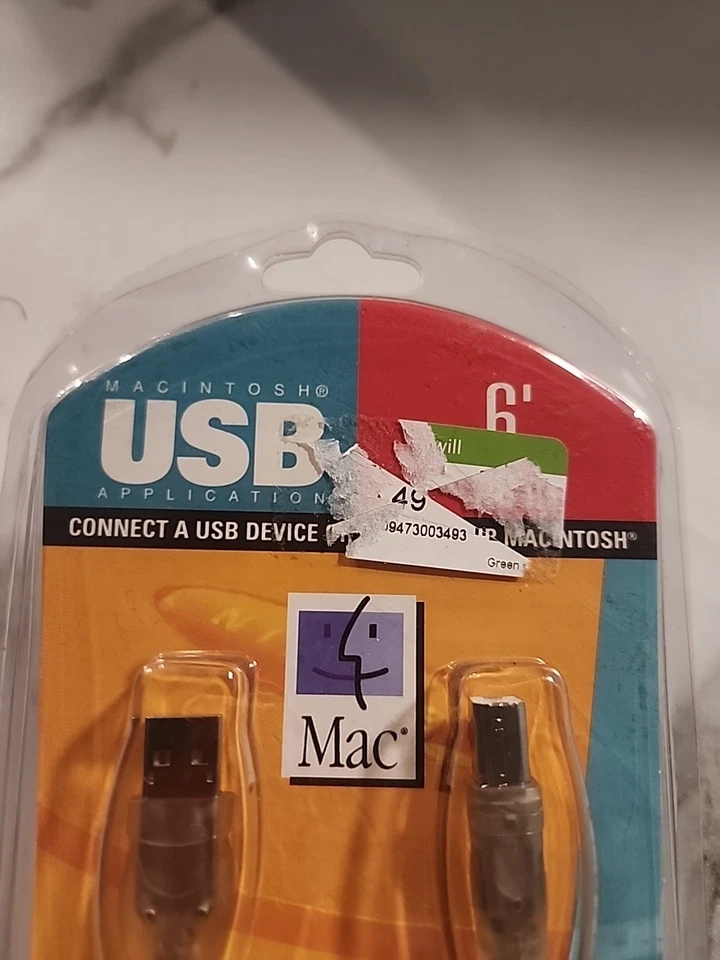 MACINTOSH®
6'
USB
will
APPLICATION
49
09473003493
CONNECT A USB DEVICE
MACINTOSH®
Green
Mac®